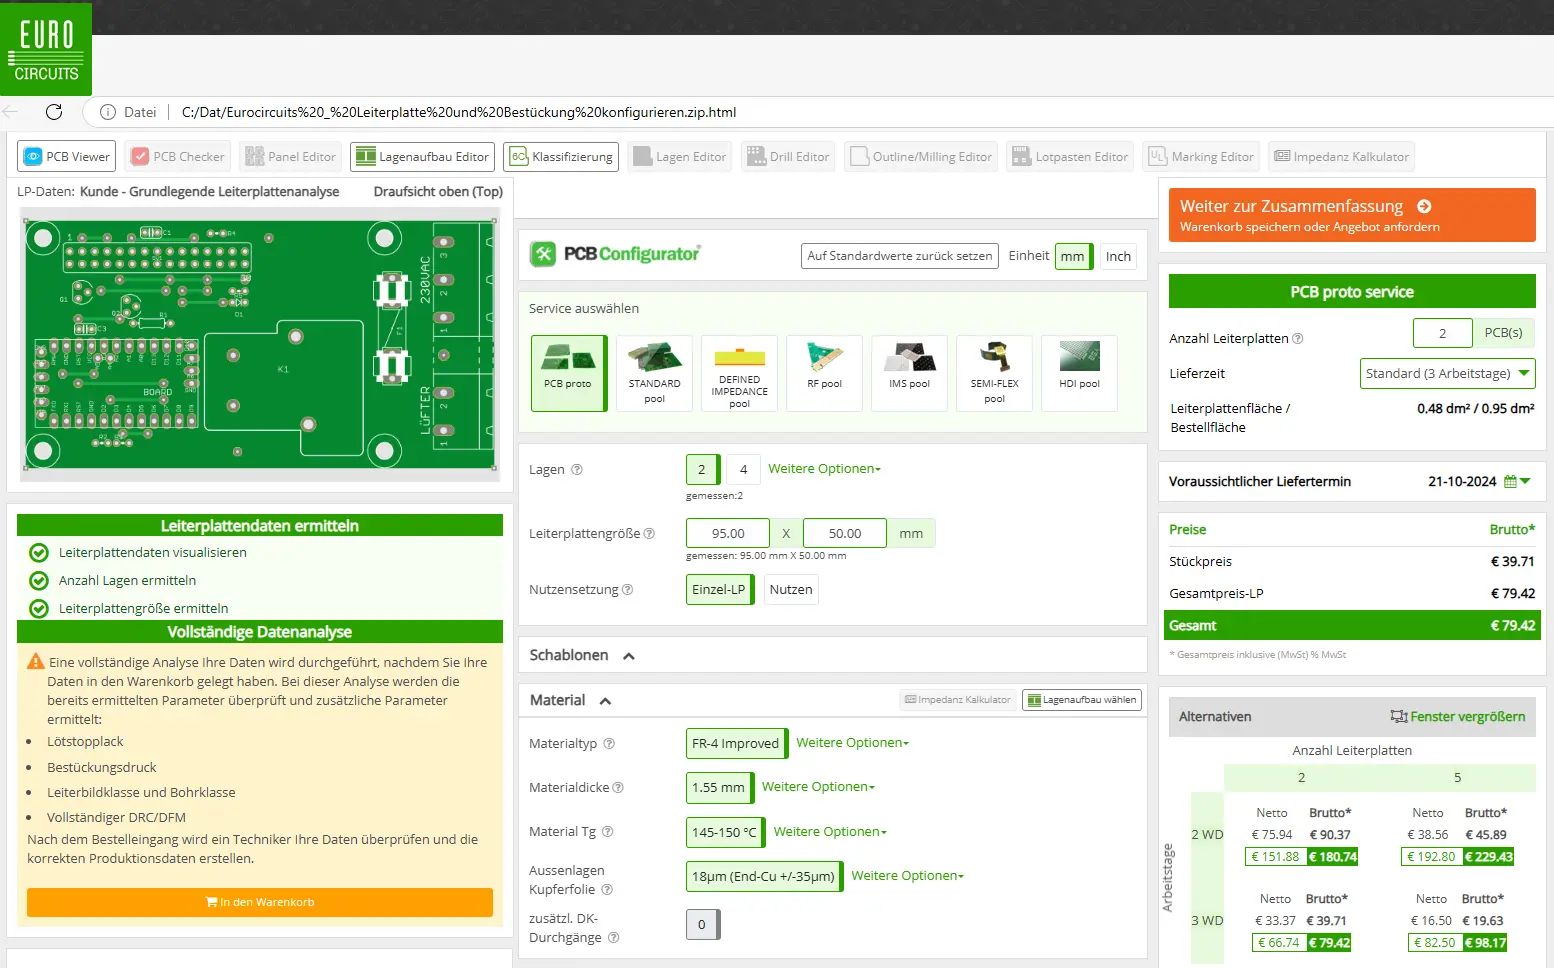 EURO
CIRCUITS
Datei
C:/Dat/Eurocircuits%20_%20Leiterplatte%20und%20Bestückung%20konfigurieren.zip.html
PCB Viewer
PCB Checker
Panel Editor
Lagenaufbau Editor
6C Klassifizierung
Lagen Editor
Drill Editor
Outline/Milling Editor
Lotpasten Editor
UL Marking Editor
Impedanz Kalkulator
LP-Daten: Kunde - Grundlegende Leiterplattenanalyse
Draufsicht oben (Top)
1
C1
R4
230VAC
3
2
1
Q1
D1
R1
C3
F1
K1
BOARD
LÜFTER
2
1
Leiterplattendaten ermitteln
Leiterplattendaten visualisieren
Anzahl Lagen ermitteln
Leiterplattengröße ermitteln
Vollständige Datenanalyse
Eine vollständige Analyse Ihre Daten wird durchgeführt, nachdem Sie Ihre
Daten in den Warenkorb gelegt haben. Bei dieser Analyse werden die
bereits ermittelten Parameter überprüft und zusätzliche Parameter
ermittelt:
• Lötstopplack
• Bestückungsdruck
• Leiterbildklasse und Bohrklasse
• Vollständiger DRC/DFM
Nach dem Bestelleingang wird ein Techniker Ihre Daten überprüfen und die
korrekten Produktionsdaten erstellen.
In den Warenkorb
PCB Configurator
Auf Standardwerte zurück setzen
Einheit
mm
Inch
Service auswählen
PCB proto
STANDARD
pool
DEFINED
IMPEDANCE
pool
RF pool
IMS pool
SEMI-FLEX
pool
HDI pool
Lagen
2
4
Weitere Optionen
gemessen:2
Leiterplattengröße
95.00
X
50.00
mm
gemessen: 95.00 mm X 50.00 mm
Nutzensetzung
Einzel-LP
Nutzen
Schablonen
Material
Impedanz Kalkulator
Lagenaufbau wählen
Materialtyp
FR-4 Improved
Weitere Optionen
Materialdicke
1.55 mm
Weitere Optionen
Material Tg
145-150 °C
Weitere Optionen
Aussenlagen
Kupferfolie
18µm (End-Cu +/-35µm)
Weitere Optionen
zusätzl. DK-
Durchgänge
0
Weiter zur Zusammenfassung
Warenkorb speichern oder Angebot anfordern
PCB proto service
Anzahl Leiterplatten
2
PCB(s)
Lieferzeit
Standard (3 Arbeitstage)
Leiterplattenfläche /
Bestellfläche
0.48 dm² / 0.95 dm²
Voraussichtlicher Liefertermin
21-10-2024
Preise
Brutto*
Stückpreis
€ 39.71
Gesamtpreis-LP
€ 79.42
Gesamt
€ 79.42
* Gesamtpreis inklusive (MwSt) % MwSt
Alternativen
Fenster vergrößern
Anzahl Leiterplatten
2
5
Arbeitstage
2 WD
Netto
Brutto*
€ 75.94
€ 90.37
€ 151.88
€ 180.74
Netto
Brutto*
€ 38.56
€ 45.89
€ 192.80
€ 229.43
3 WD
Netto
Brutto*
€ 33.37
€ 39.71
€ 66.74
€ 79.42
Netto
Brutto*
€ 16.50
€ 19.63
€ 82.50
€ 98.17